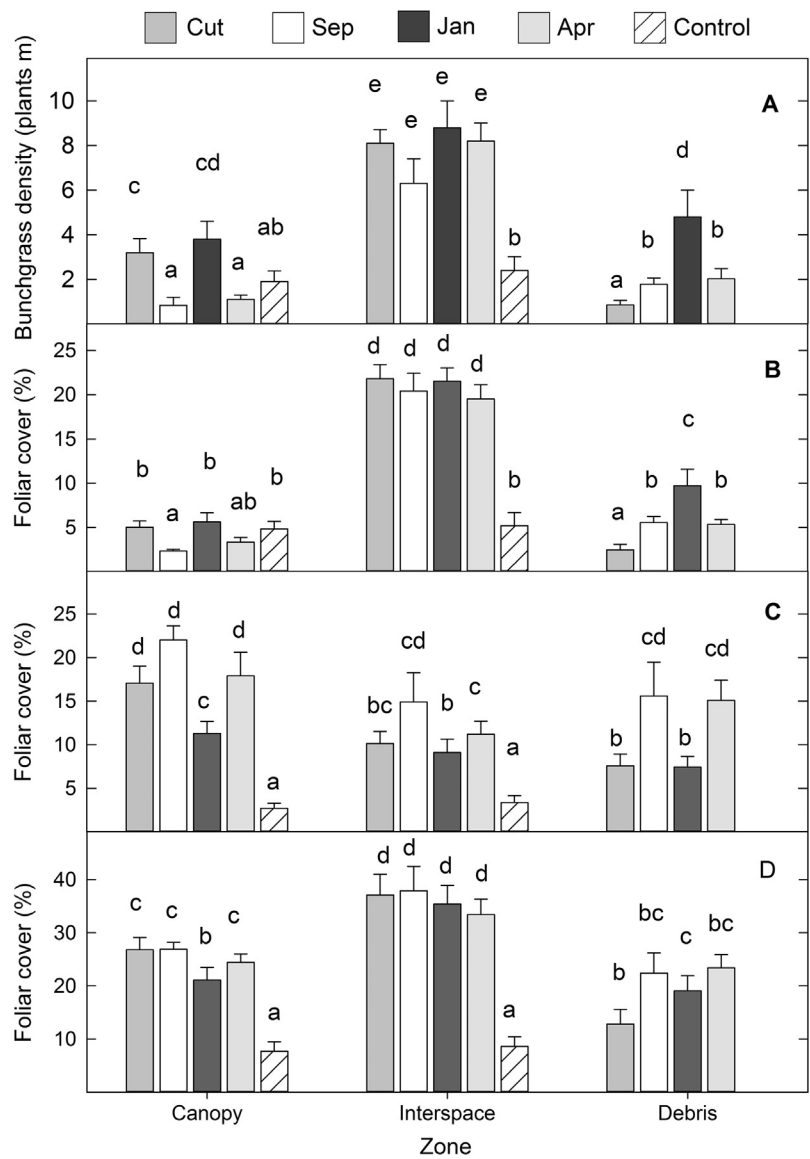 Cut Sep Jan Apr Control
Bunchgrass density (plants m)
10
8
6
4
2
A
c a cd a ab
e e e e b
a b d b
Foliar cover (%)
25
20
15
10
5
B
b a b ab b
d d d d b
a b c b
Foliar cover (%)
25
20
15
10
5
C
d d c d a
bc cd b c a
b cd b cd
Foliar cover (%)
40
30
20
10
D
c c b c a
d d d d a
b bc c bc
Canopy Interspace Debris
Zone